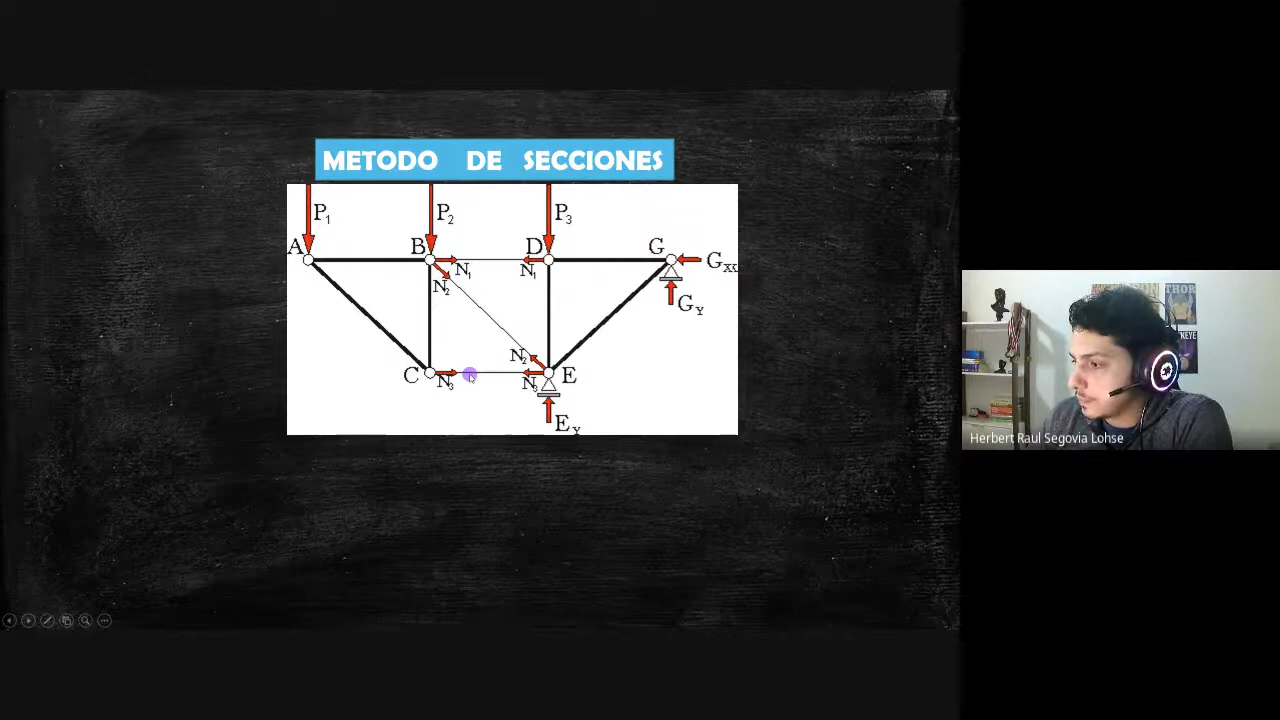 METODO DE SECCIONES
P1 P2 P3
A B D G Gxx
N1 N1
N2 Gy
N2
C N3 N3 E
Ey
THOR
Herbert Raul Segovia Lohse